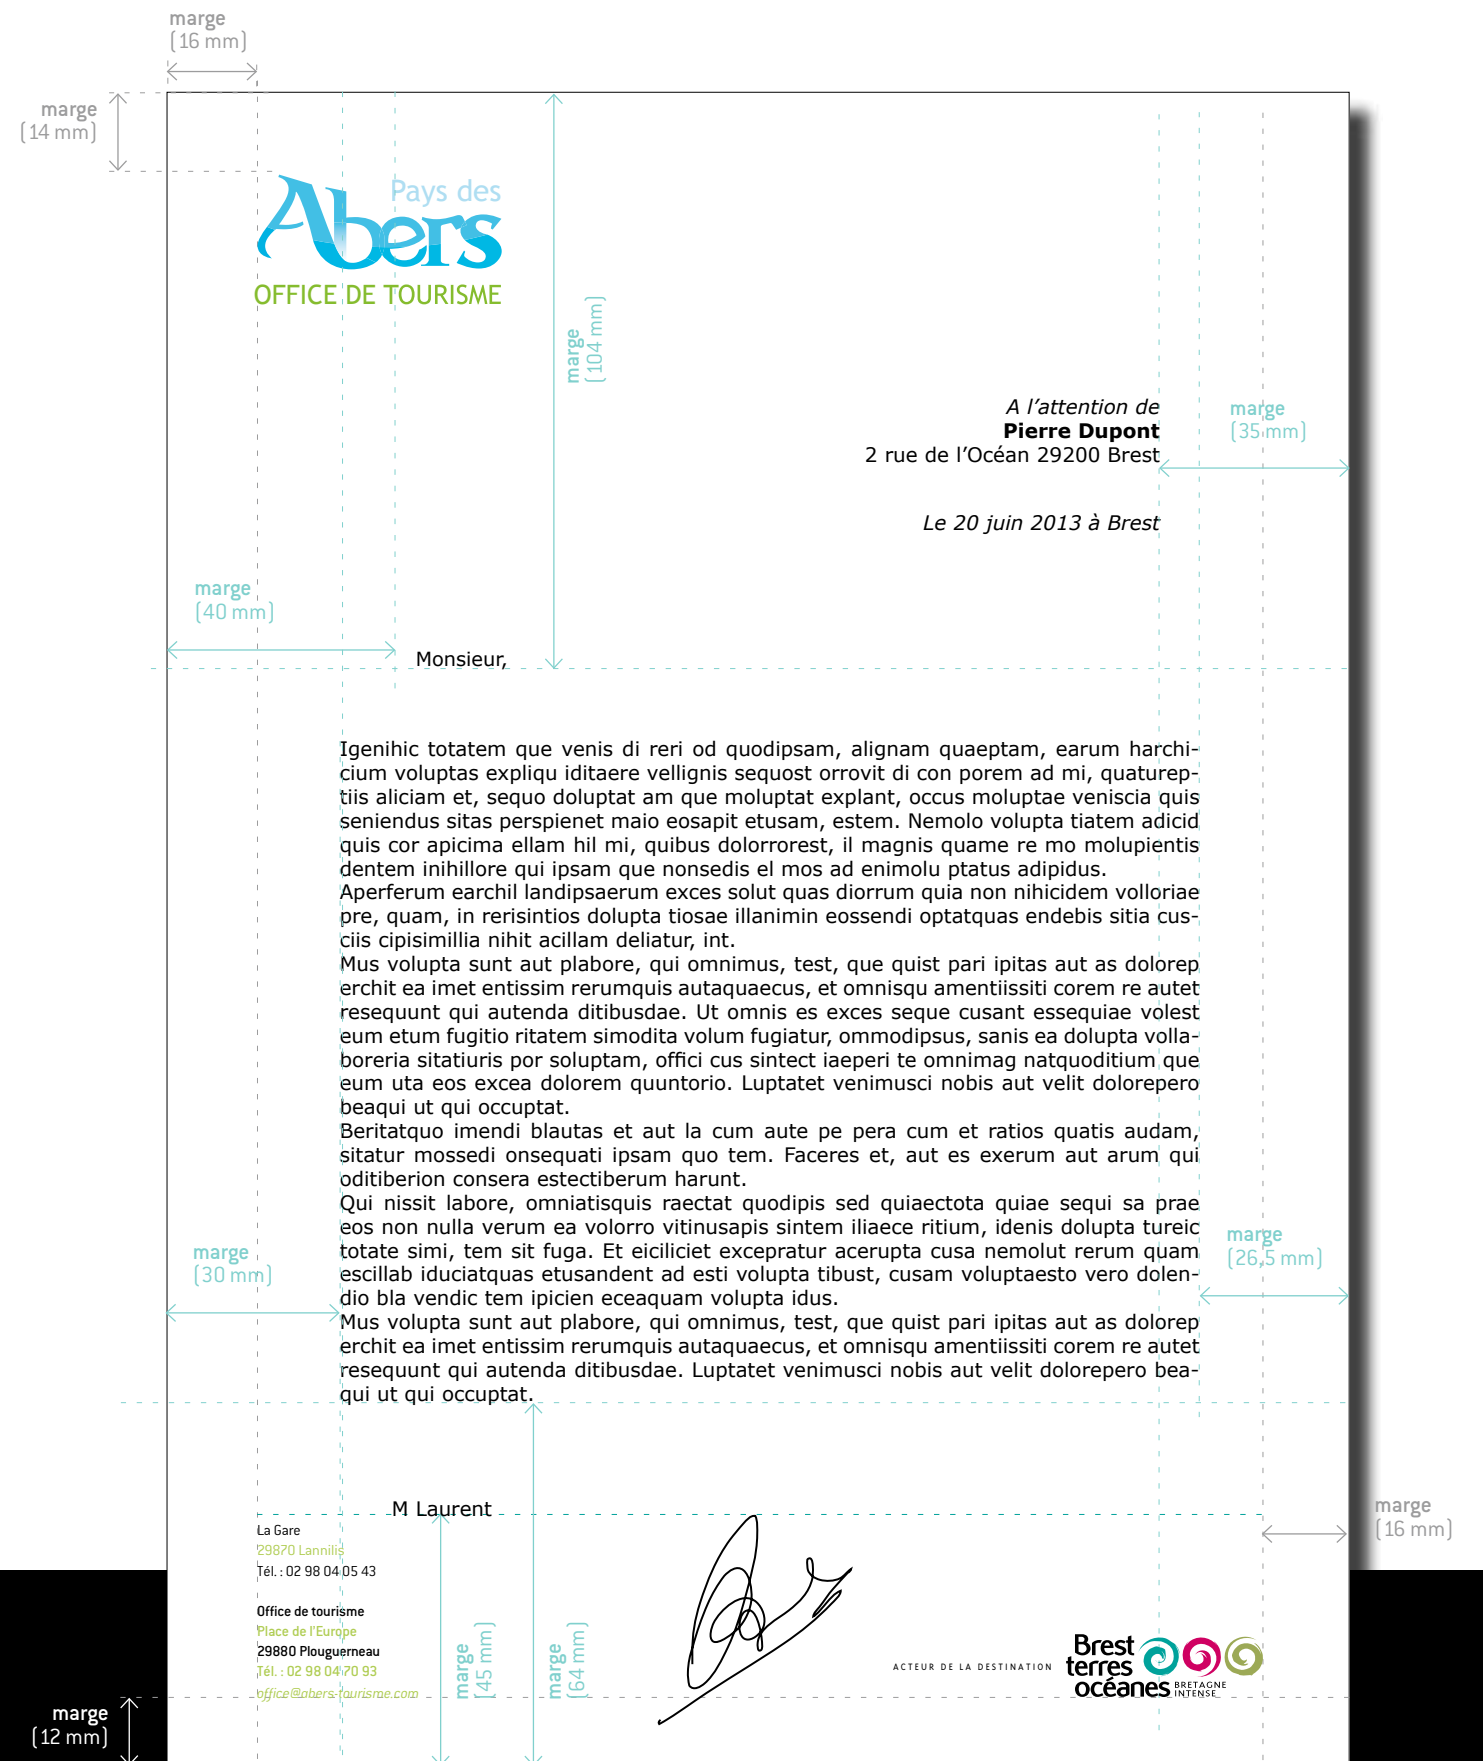 marge
(16 mm)
marge
(14 mm)
Pays des
Abers
OFFICE DE TOURISME
marge
(104 mm)
A l’attention de
Pierre Dupont
2 rue de l’Océan 29200 Brest
marge
(35 mm)
Le 20 juin 2013 à Brest
marge
(40 mm)
Monsieur,
Igenihic totatem que venis di reri od quodipsam, alignam quaeptam, earum harchi-
cium voluptas expliqu iditaere vellignis sequost orrovit di con porem ad mi, quaturep-
tiis aliciam et, sequo doluptat am que moluptat explant, occus moluptae veniscia quis
seniendus sitas perspienet maio eosapit etusam, estem. Nemolo volupta tiatem adicid
quis cor apicima ellam hil mi, quibus dolorrorest, il magnis quame re mo molupientis
dentem inihillore qui ipsam que nonsedis el mos ad enimolu ptatus adipidus.
Aperferum earchil landipsaerum exces solut quas diorrum quia non nihicidem volloriae
pre, quam, in rerisintios dolupta tiosae illanimin eossendi optatquas endebis sitia cus-
ciis cipisimillia nihit acillam deliatur, int.
Mus volupta sunt aut plabore, qui omnimus, test, que quist pari ipitas aut as dolorep
erchit ea imet entissim rerumquis autaquaecus, et omnisqu amentiissiti corem re autet
resequunt qui autenda ditibusdae. Ut omnis es exces seque cusant essequiae volest
eum etum fugitio ritatem simodita volum fugiatur, ommodipsus, sanis ea dolupta volla-
boreria sitatiuris por soluptam, offici cus sintect iaeperi te omnimag natquoditium que
eum uta eos excea dolorem quuntorio. Luptatet venimusci nobis aut velit dolorepero
beaqui ut qui occuptat.
Beritatquo imendi blautas et aut la cum aute pe pera cum et ratios quatis audam,
sitatur mossedi onsequati ipsam quo tem. Faceres et, aut es exerum aut arum qui
oditiberion consera estectiberum harunt.
Qui nissit labore, omniatisquis raectat quodipis sed quiaectota quiae sequi sa prae
eos non nulla verum ea volorro vitinusapis sintem iliaece ritium, idenis dolupta tureic
totate simi, tem sit fuga. Et eiciliciet excepratur acerupta cusa nemolut rerum quam
escillab iduciatquas etusandent ad esti volupta tibust, cusam voluptaesto vero dolen-
dio bla vendic tem ipicien eceaquam volupta idus.
Mus volupta sunt aut plabore, qui omnimus, test, que quist pari ipitas aut as dolorep
erchit ea imet entissim rerumquis autaquaecus, et omnisqu amentiissiti corem re autet
resequunt qui autenda ditibusdae. Luptatet venimusci nobis aut velit dolorepero bea-
qui ut qui occuptat.
marge
(30 mm)
marge
(26,5 mm)
M Laurent
marge
(16 mm)
La Gare
29870 Lannilis
Tél. : 02 98 04 05 43
Office de tourisme
Place de l’Europe
29880 Plouguerneau
Tél. : 02 98 04 70 93
office@abers-tourisme.com
marge
(45 mm)
marge
(64 mm)
ACTEUR DE LA DESTINATION
Brest
terres
océanes
BRETAGNE
INTENSE
marge
(12 mm)